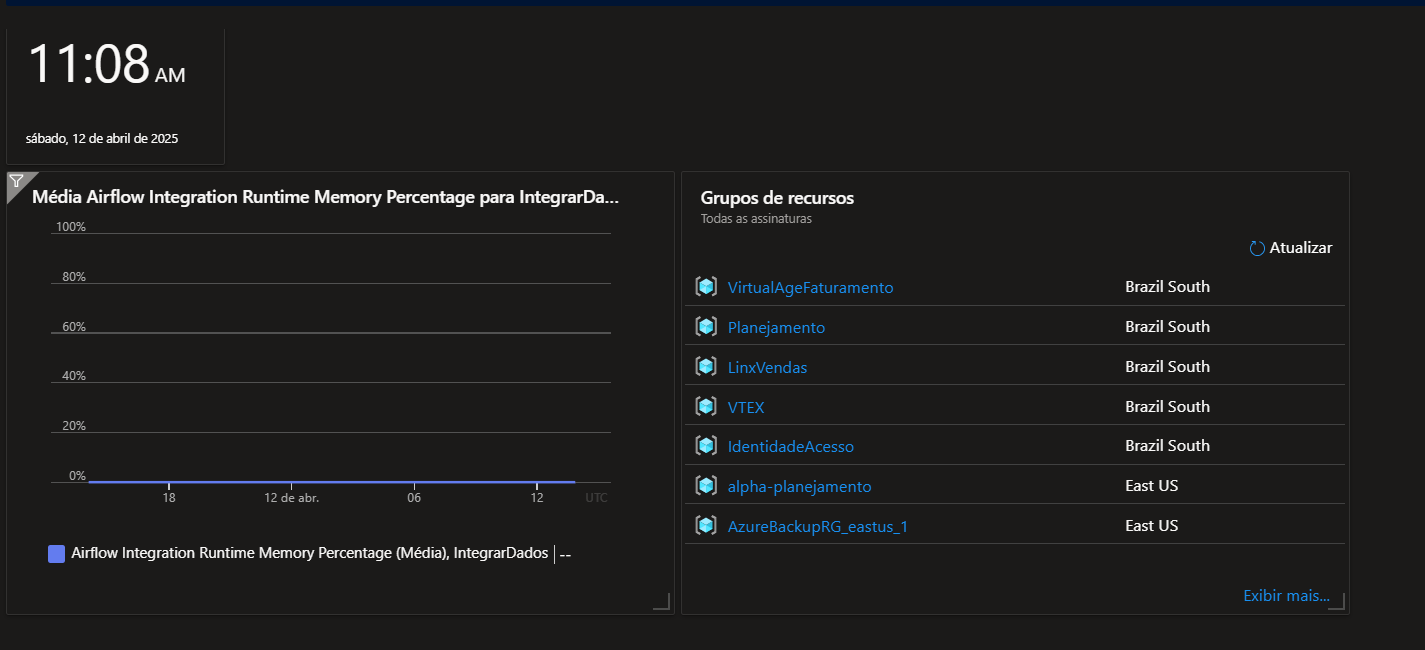 11:08 AM
sábado, 12 de abril de 2025
Média Airflow Integration Runtime Memory Percentage para IntegrarDa...
100%
80%
60%
40%
20%
0%
18 12 de abr. 06 12 UTC
Airflow Integration Runtime Memory Percentage (Média), IntegrarDados | --
Grupos de recursos
Todas as assinaturas
Atualizar
VirtualAgeFaturamento Brazil South
Planejamento Brazil South
LinxVendas Brazil South
VTEX Brazil South
IdentidadeAcesso Brazil South
alpha-planejamento East US
AzureBackupRG_eastus_1 East US
Exibir mais...